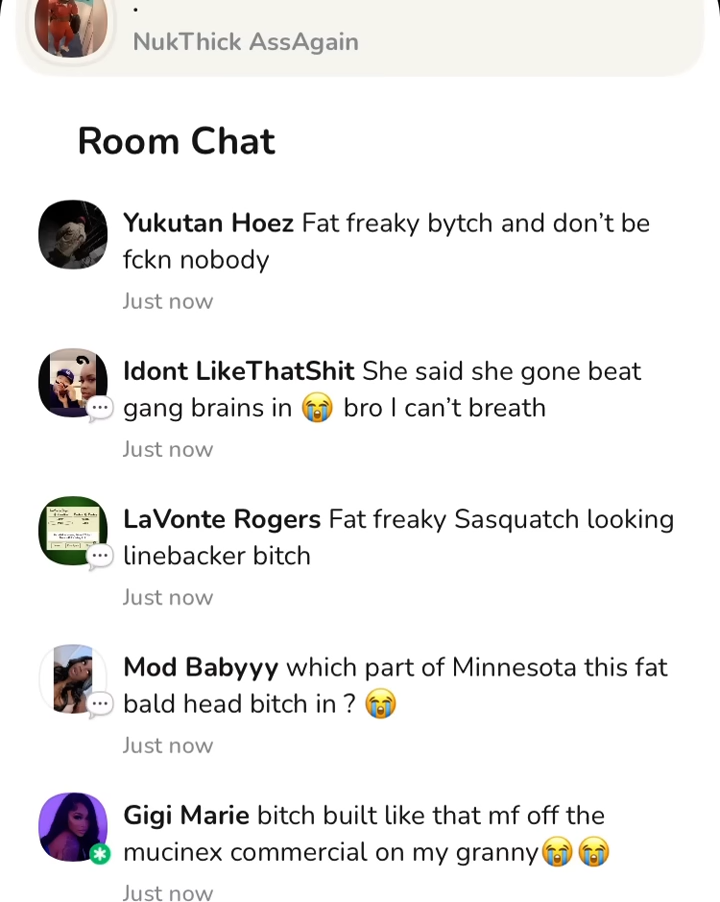 .
NukThick AssAgain
Room Chat
Yukutan Hoez Fat freaky bytch and don’t be
fckn nobody
Just now
Idont LikeThatShit She said she gone beat
gang brains in 😭 bro I can’t breath
Just now
LaVonte Rogers Fat freaky Sasquatch looking
linebacker bitch
Just now
Mod Babyyy which part of Minnesota this fat
bald head bitch in ? 😭
Just now
Gigi Marie bitch built like that mf off the
mucinex commercial on my granny😭😭
Just now